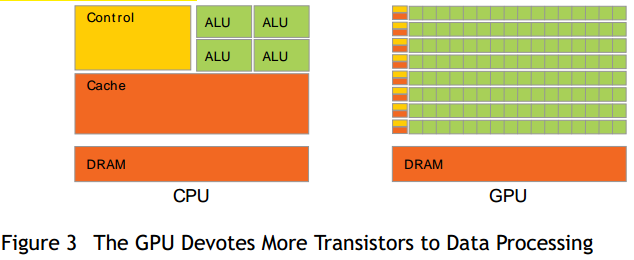 Control
ALU
ALU
ALU
ALU
Cache
DRAM
DRAM
CPU
GPU
Figure 3 The GPU Devotes More Transistors to Data Processing